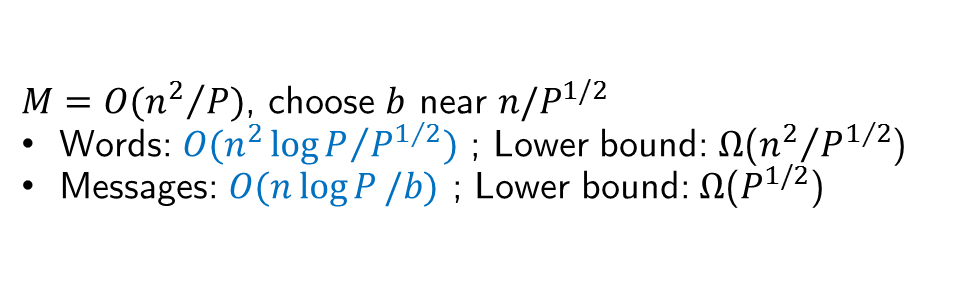 M = O(n²/P), choose b near n/P^{1/2}
• Words: O(n² log P/P^{1/2}) ; Lower bound: Ω(n²/P^{1/2})
• Messages: O(n log P /b) ; Lower bound: Ω(P^{1/2})